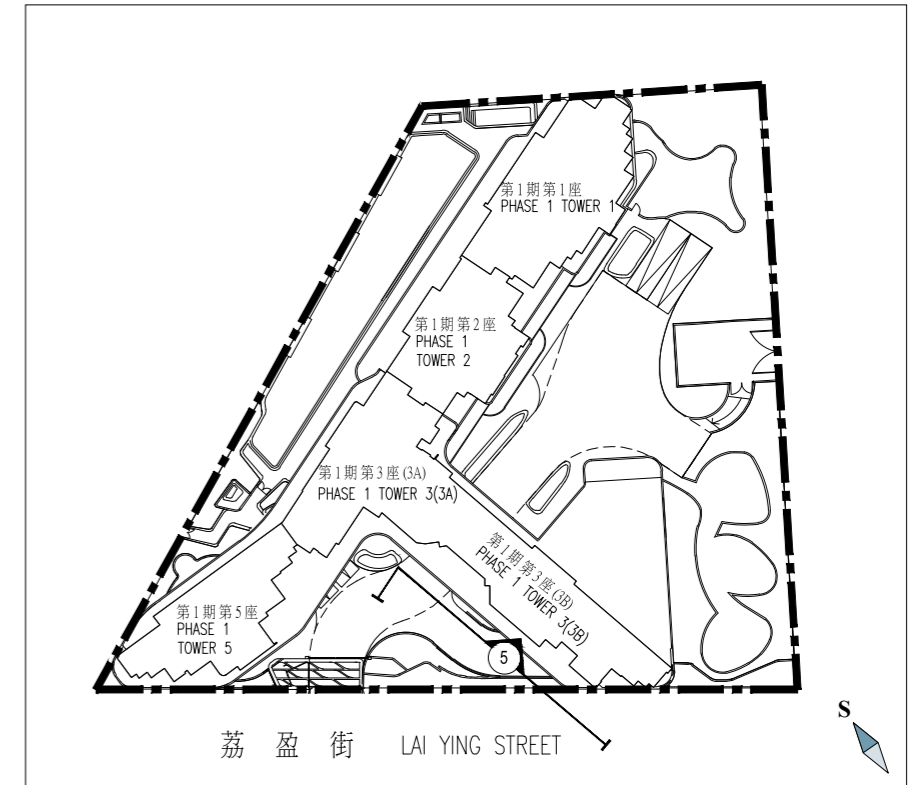 第1期第1座
PHASE 1 TOWER 1
第1期第2座
PHASE 1
TOWER 2
第1期第3座(3A)
PHASE 1 TOWER 3(3A)
第1期第3座(3B)
PHASE 1 TOWER 3(3B)
第1期第5座
PHASE 1
TOWER 5
5
荔盈街 LAI YING STREET
S